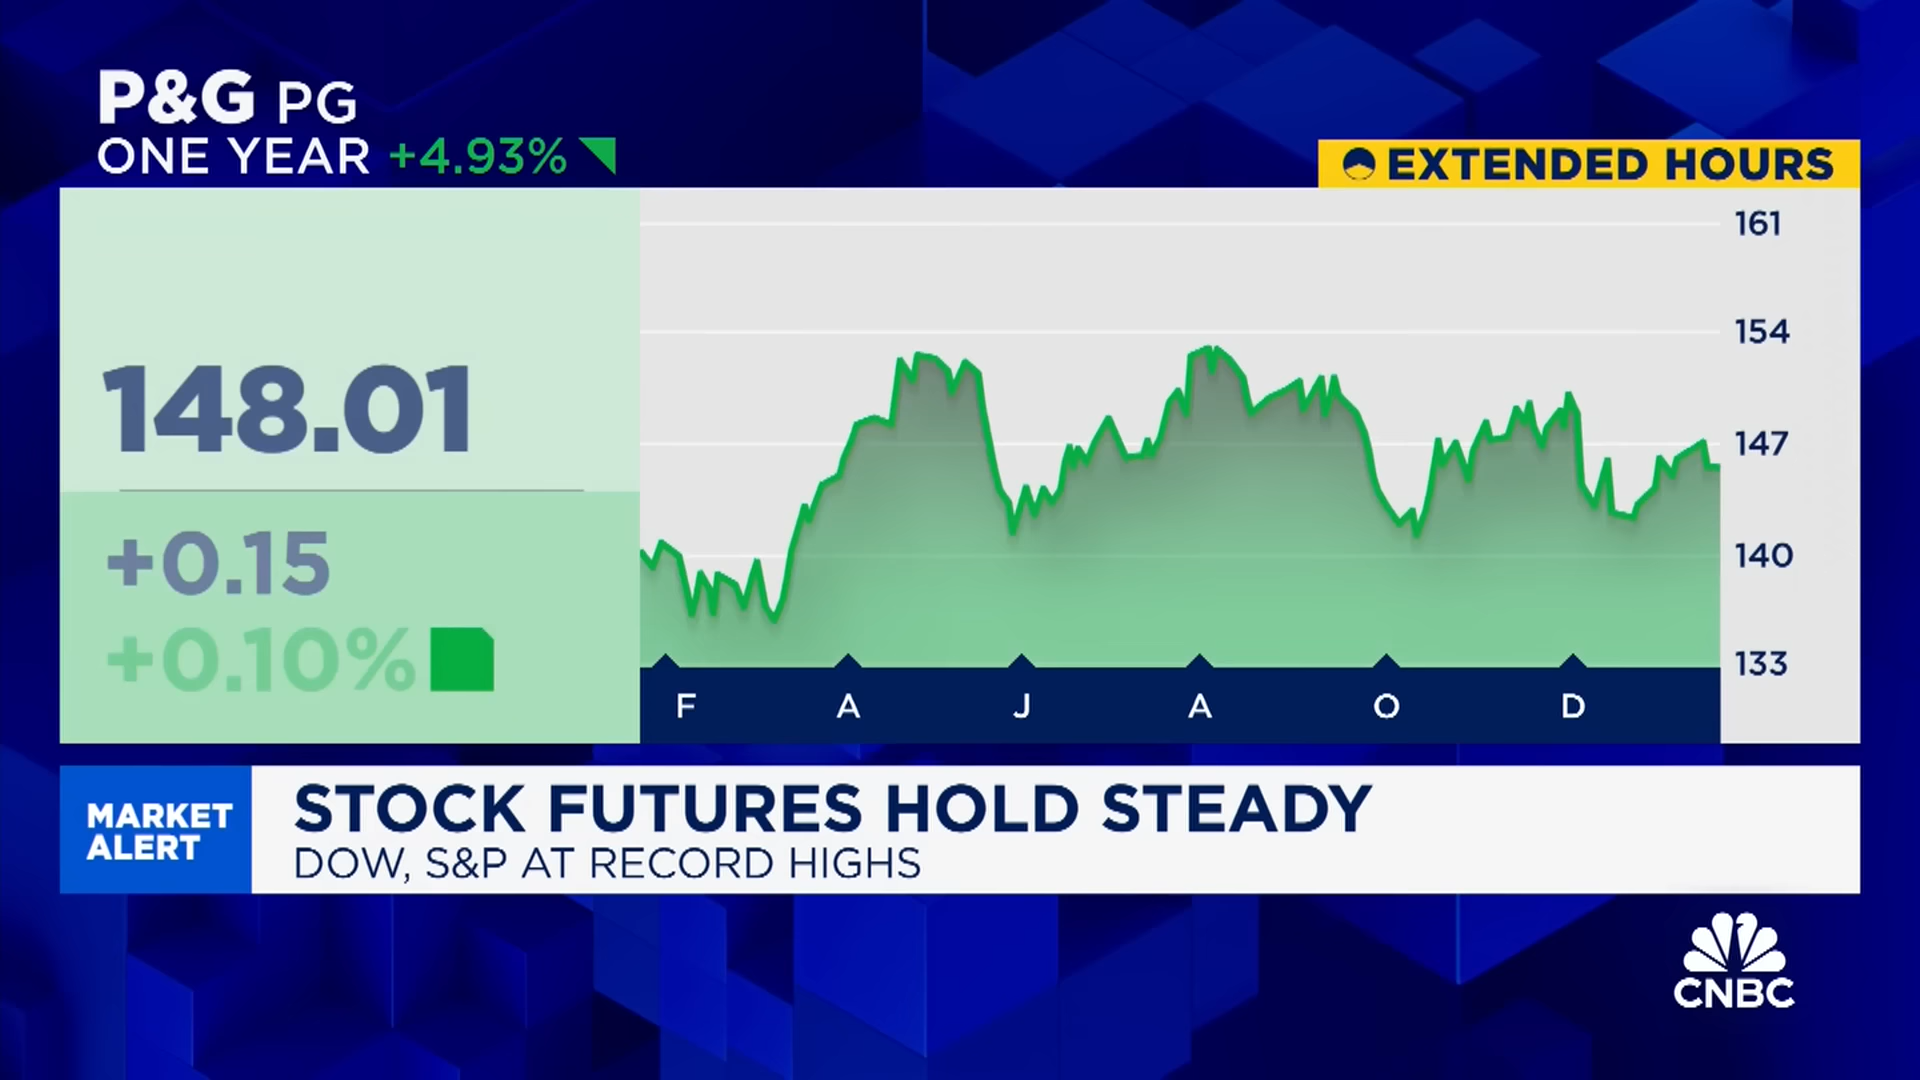 P&G PG
ONE YEAR +4.93%
EXTENDED HOURS
148.01
+0.15
+0.10%
161
154
147
140
133
F A J A O D
MARKET ALERT
STOCK FUTURES HOLD STEADY
DOW, S&P AT RECORD HIGHS
CNBC